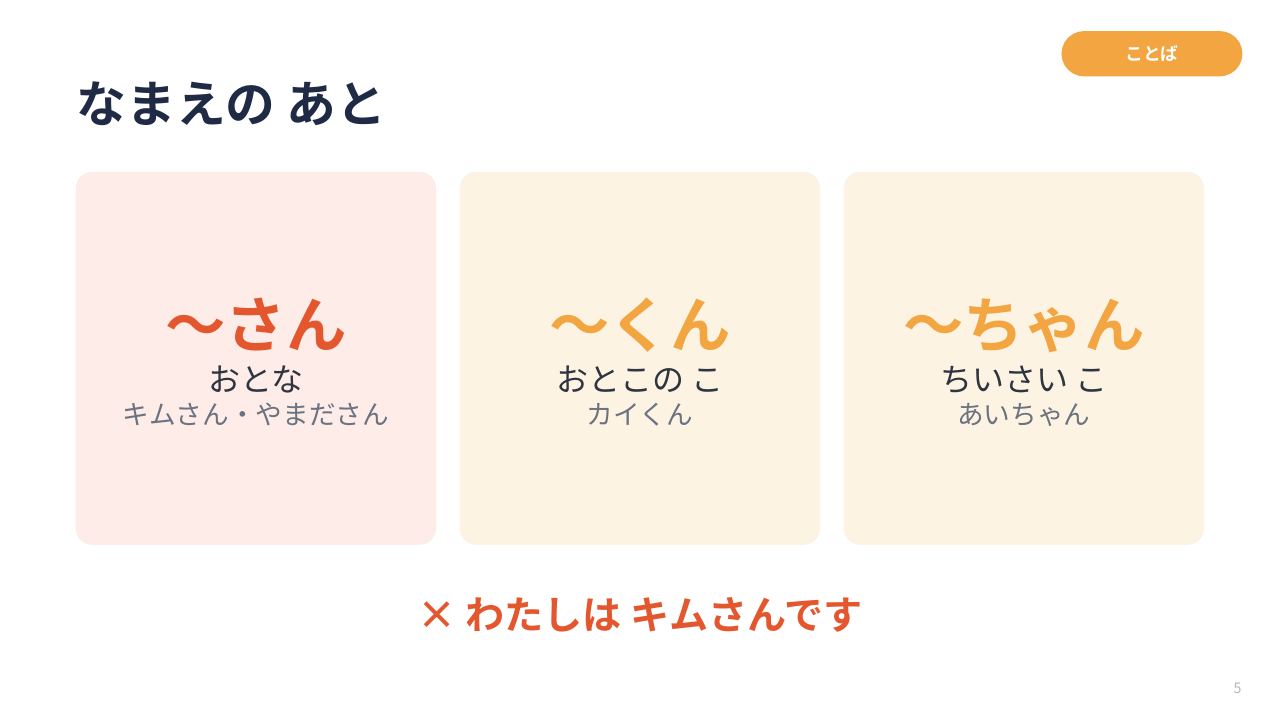 ことば
なまえの あと
〜さん
おとな
キムさん・やまださん
〜くん
おとこの こ
カイくん
〜ちゃん
ちいさい こ
あいちゃん
× わたしは キムさんです
5